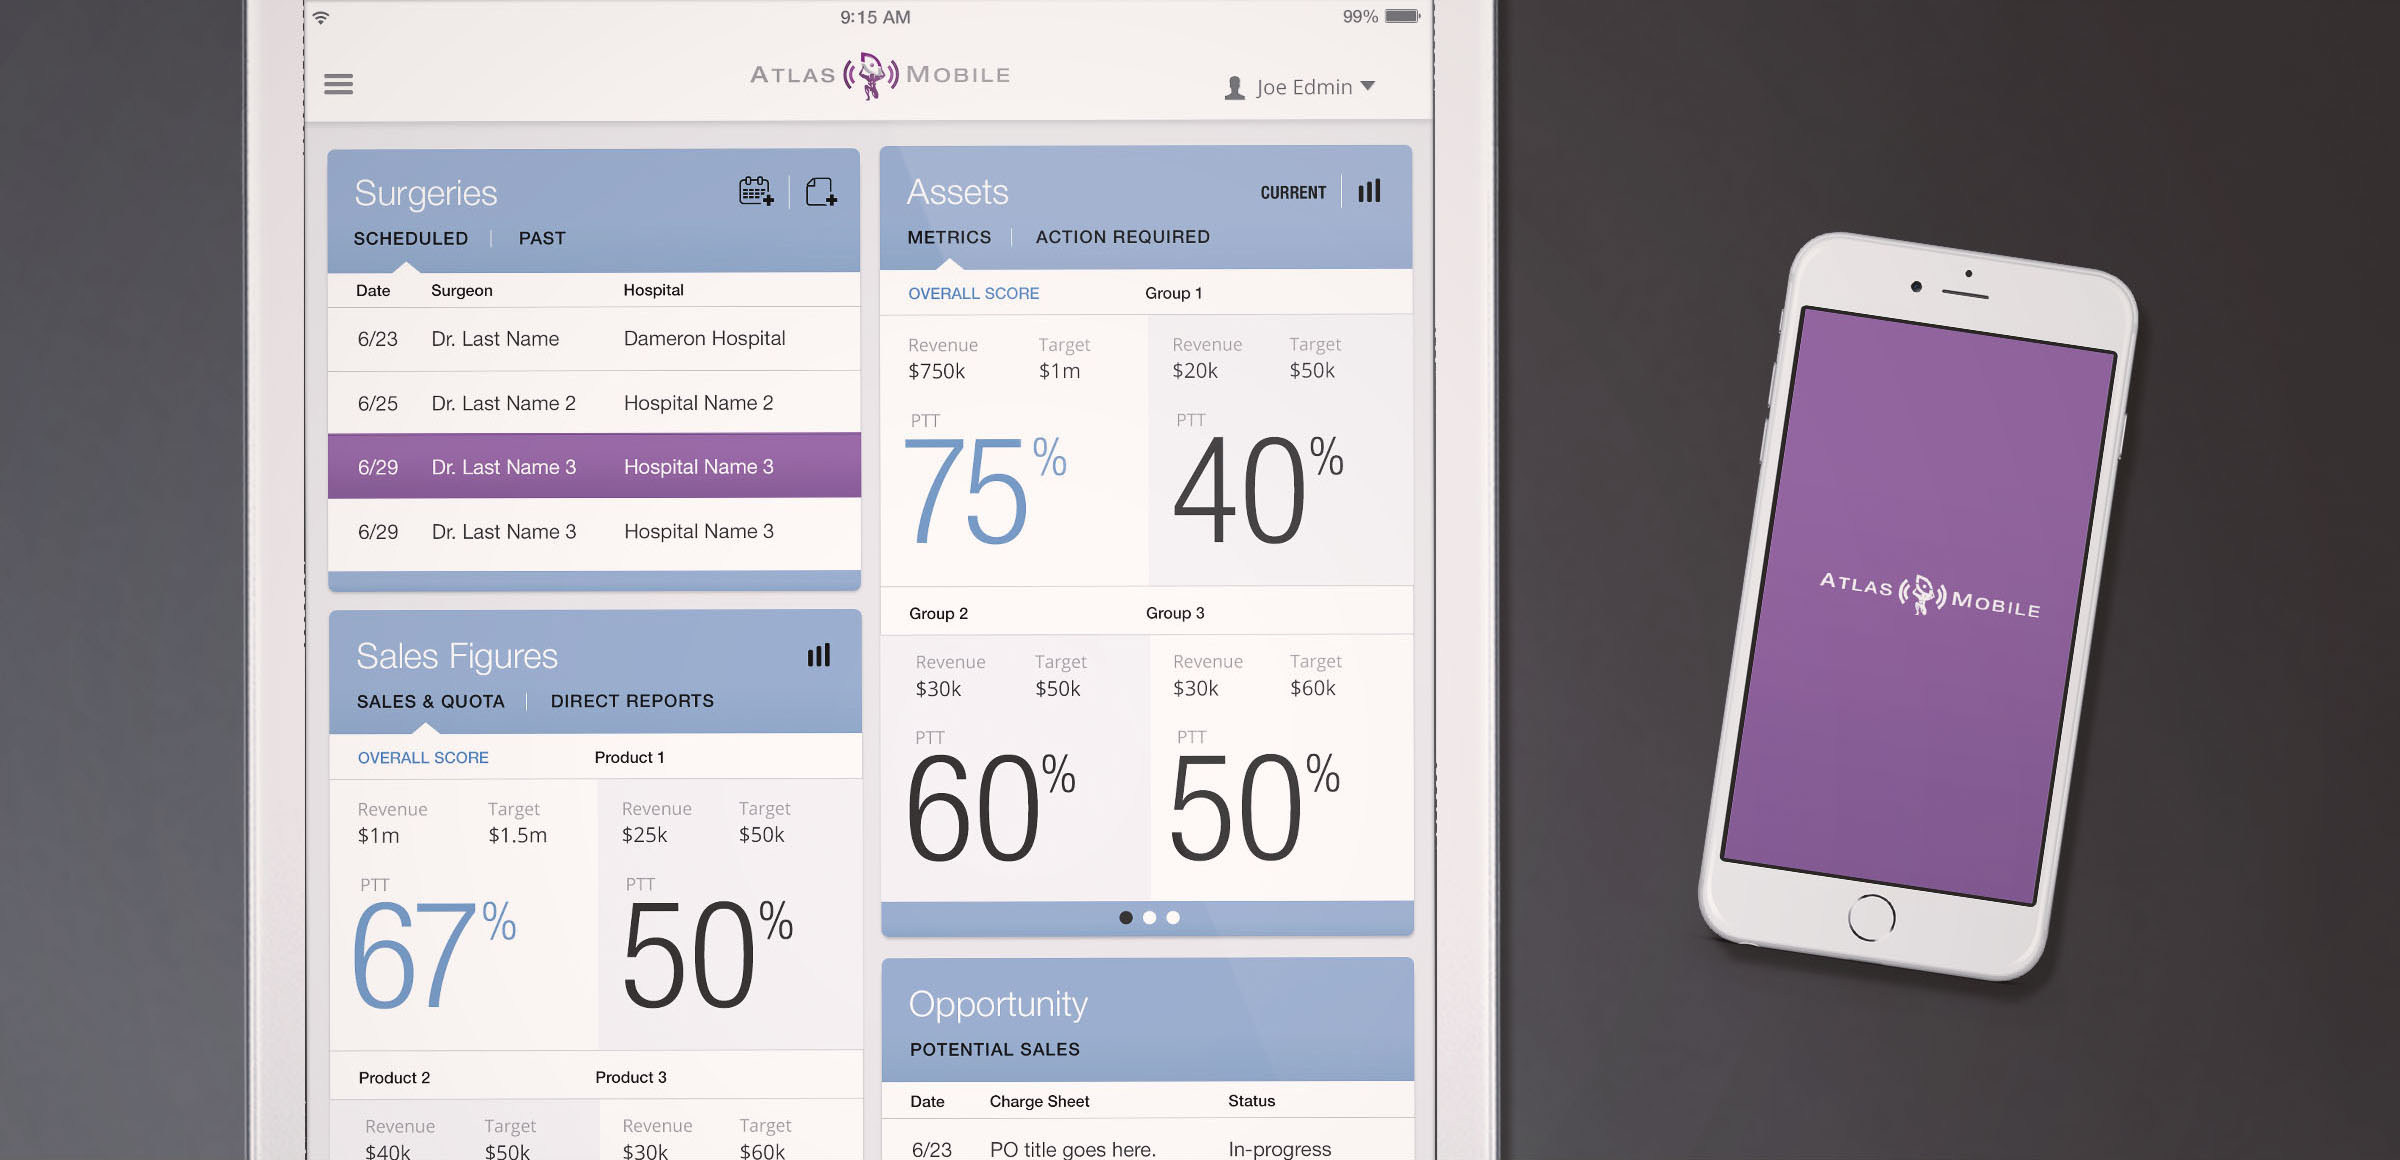 9:15 AM
99%
ATLAS MOBILE
Joe Edmin
Surgeries
SCHEDULED PAST
Date Surgeon Hospital
6/23 Dr. Last Name Dameron Hospital
6/25 Dr. Last Name 2 Hospital Name 2
6/29 Dr. Last Name 3 Hospital Name 3
6/29 Dr. Last Name 3 Hospital Name 3
Sales Figures
SALES & QUOTA DIRECT REPORTS
OVERALL SCORE Product 1
Revenue Target Revenue Target
$1m $1.5m $25k $50k
PTT PTT
67% 50%
Product 2 Product 3
Revenue Target Revenue Target
$40k $50k $30k $60k
Assets CURRENT
METRICS ACTION REQUIRED
OVERALL SCORE Group 1
Revenue Target Revenue Target
$750k $1m $20k $50k
PTT PTT
75% 40%
Group 2 Group 3
Revenue Target Revenue Target
$30k $50k $30k $60k
PTT PTT
60% 50%
Opportunity
POTENTIAL SALES
Date Charge Sheet Status
6/23 PO title goes here. In-progress
ATLAS MOBILE